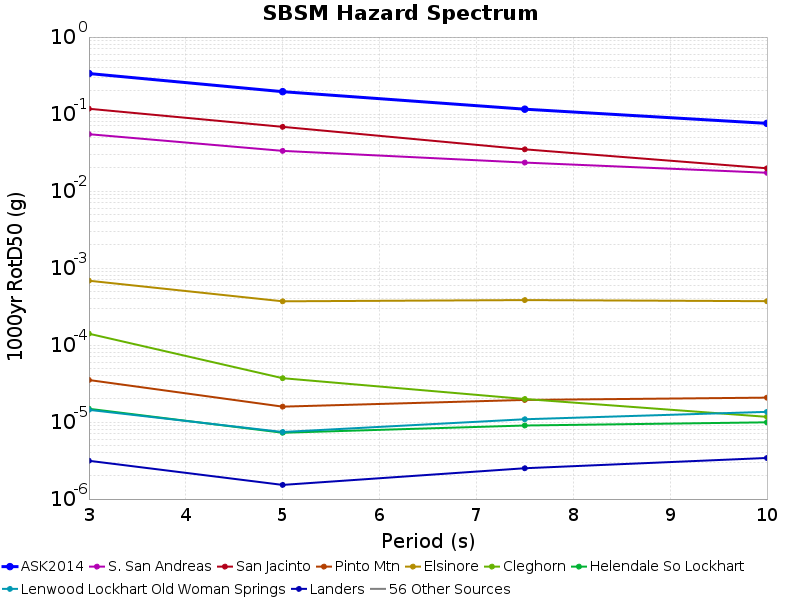 SBSM Hazard Spectrum
10^0
10^-1
10^-2
10^-3
10^-4
10^-5
10^-6
1000yr RotD50 (g)
3 4 5 6 7 8 9 10
Period (s)
ASK2014 S. San Andreas San Jacinto Pinto Mtn Elsinore Cleghorn Helendale So Lockhart
Lenwood Lockhart Old Woman Springs Landers 56 Other Sources